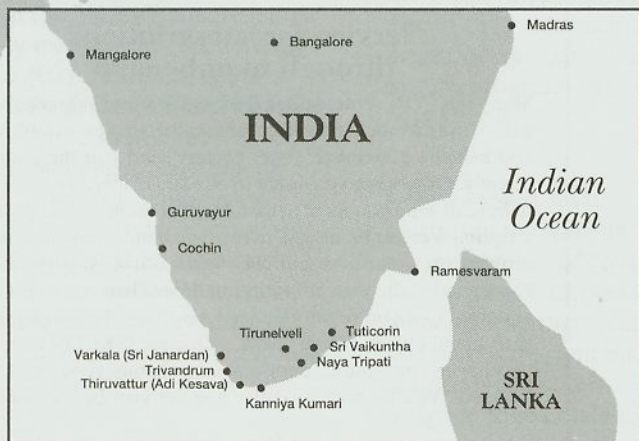 Madras
Bangalore
Mangalore
INDIA
Indian
Ocean
Guruvayur
Cochin
Ramesvaram
Tirunelveli
Tuticorin
Sri Vaikuntha
Varkala (Sri Janardan)
Naya Tripati
Trivandrum
Thiruvattur (Adi Kesava)
Kanniya Kumari
SRI
LANKA